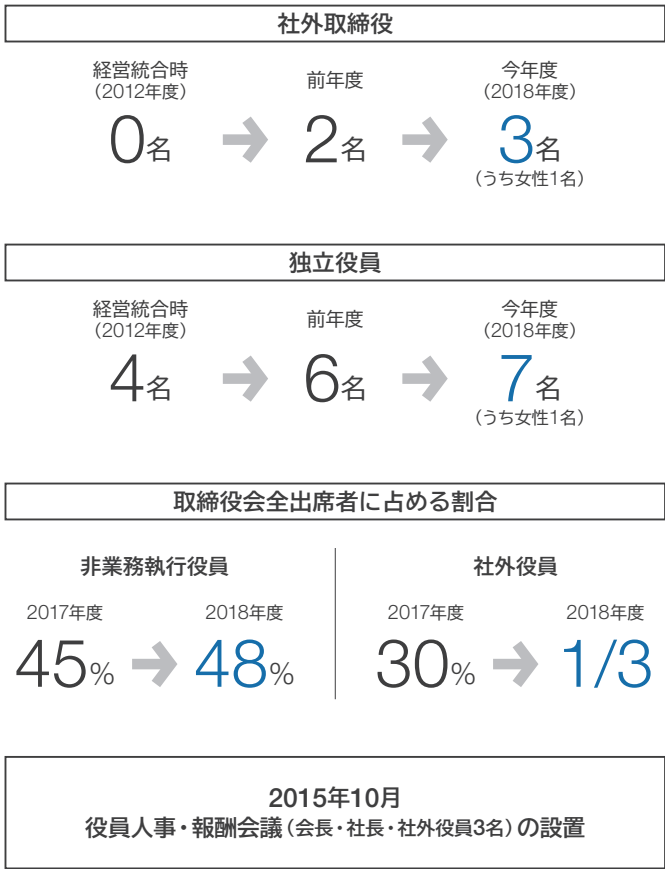 社外取締役
経営統合時 前年度 今年度
（2012年度） （2018年度）
0名 2名 3名
（うち女性1名）
独立役員
経営統合時 前年度 今年度
（2012年度） （2018年度）
4名 6名 7名
（うち女性1名）
取締役会全出席者に占める割合
非業務執行役員 社外役員
2017年度 2018年度 2017年度 2018年度
45% 48% 30% 1/3
2015年10月
役員人事・報酬会議（会長・社長・社外役員3名）の設置